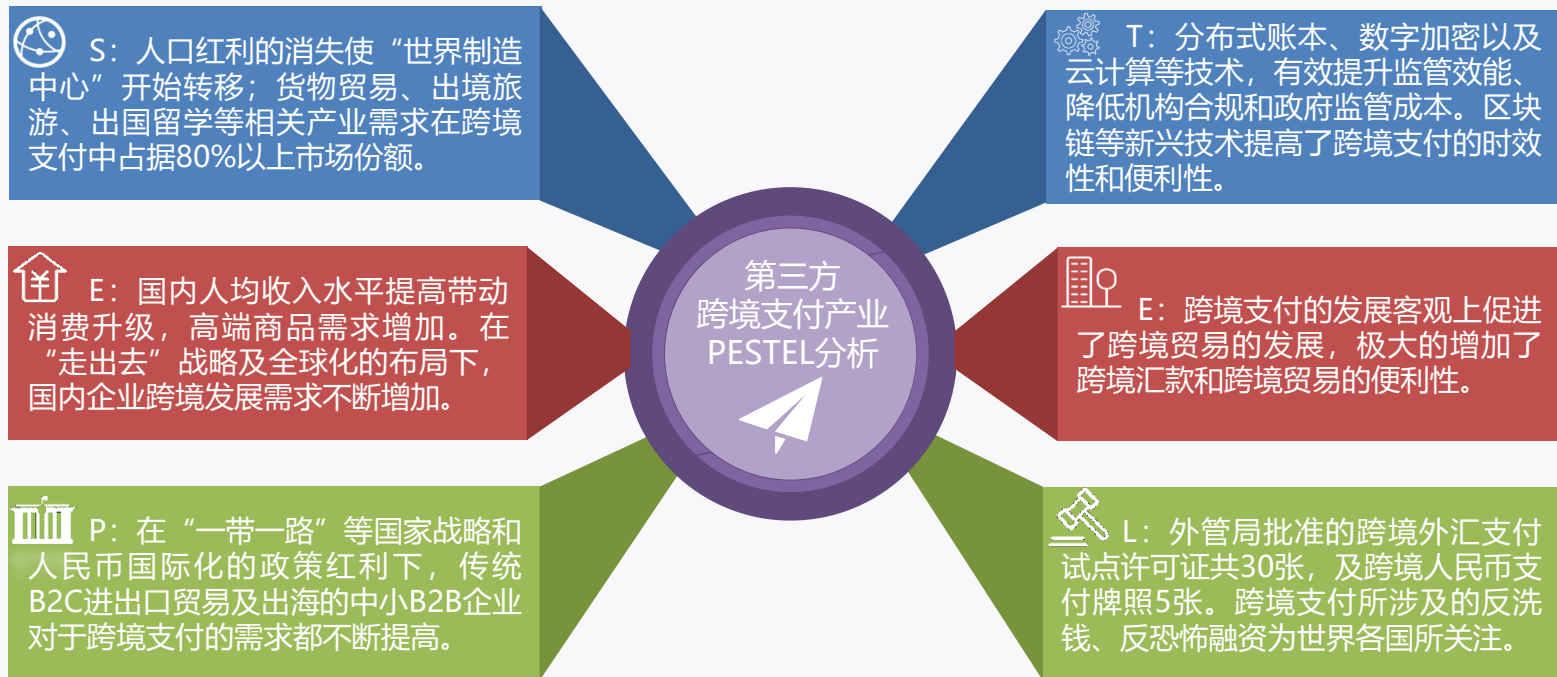 S：人口红利的消失使“世界制造
中心”开始转移；货物贸易、出境旅
游、出国留学等相关产业需求在跨境
支付中占据80%以上市场份额。
E：国内人均收入水平提高带动
消费升级，高端商品需求增加。在
“走出去”战略及全球化的布局下，
国内企业跨境发展需求不断增加。
P：在“一带一路”等国家战略和
人民币国际化的政策红利下，传统
B2C进出口贸易及出海的中小B2B企业
对于跨境支付的需求都不断提高。
第三方
跨境支付产业
PESTEL分析
T：分布式账本、数字加密以及
云计算等技术，有效提升监管效能、
降低机构合规和政府监管成本。区块
链等新兴技术提高了跨境支付的时效
性和便利性。
E：跨境支付的发展客观上促进
了跨境贸易的发展，极大的增加了
跨境汇款和跨境贸易的便利性。
L：外管局批准的跨境外汇支付
试点许可证共30张，及跨境人民币支
付牌照5张。跨境支付所涉及的反洗
钱、反恐怖融资为世界各国所关注。